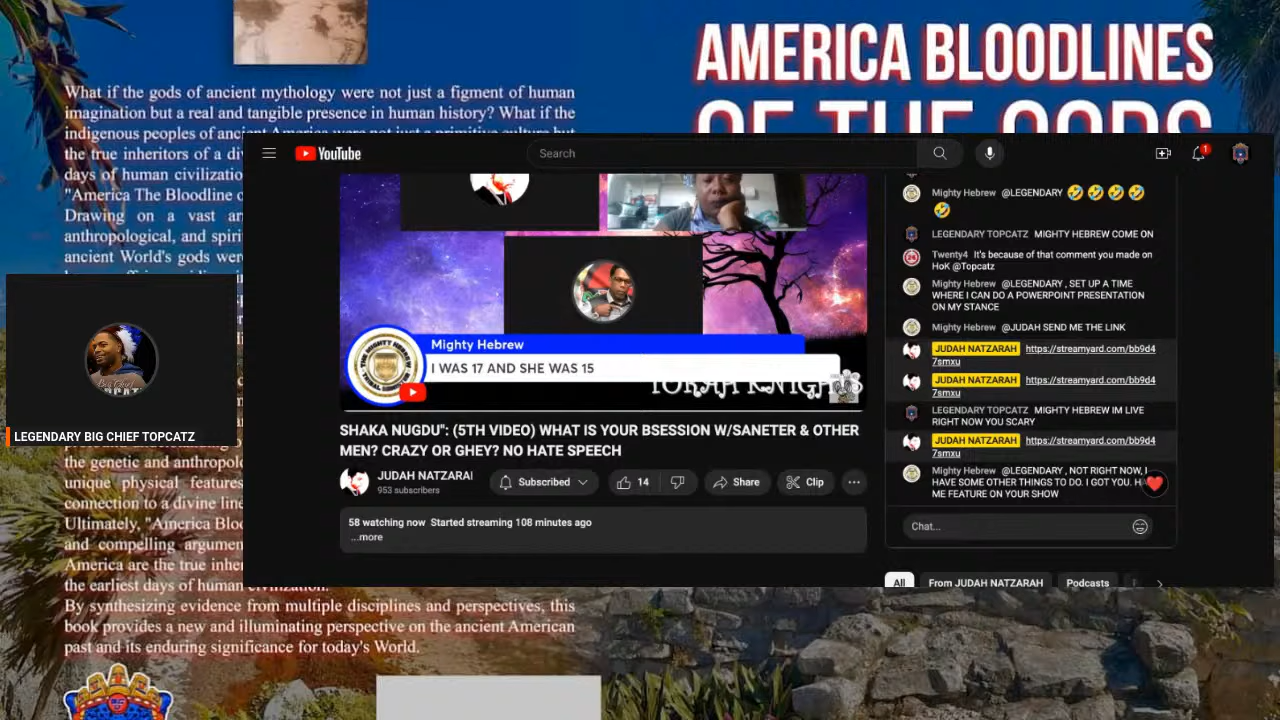 AMERICA BLOODLINES
OF THE GODS
What if the gods of ancient mythology were not just a figment of human
imagination but a real and tangible presence in human history? What if the
indigenous peoples of ancient America were not just a primitive culture but
the true inheritors of a
days of human civilizatio
"America The Bloodline o
Drawing on a vast
anthropological, and
ancient World's gods wer
LEGENDARY BIG CHIEF TOPCATZ
the genetic and
unique physical features
connection to a divine
Ultimately, "America
and compelling
America are the true
the earliest days of human civilization.
By synthesizing evidence from multiple disciplines and perspectives, this
book provides a new and illuminating perspective on the ancient American
past and its enduring significance for today's World.
YouTube
Search
1
Mighty Hebrew
I WAS 17 AND SHE WAS 15
TORAH KNIGHTS
SHAKA NUGDU": (5TH VIDEO) WHAT IS YOUR BSESSION W/SANETER & OTHER
MEN? CRAZY OR GHEY? NO HATE SPEECH
JUDAH NATZARAI
953 subscribers
Subscribed
14
Share
Clip
58 watching now Started streaming 108 minutes ago
...more
Mighty Hebrew @LEGENDARY 🤣🤣🤣🤣
🤣
LEGENDARY TOPCATZ MIGHTY HEBREW COME ON
Twenty4 It's because of that comment you made on
HoK @Topcatz
Mighty Hebrew @LEGENDARY , SET UP A TIME
WHERE I CAN DO A POWERPOINT PRESENTATION
ON MY STANCE
Mighty Hebrew @JUDAH SEND ME THE LINK
JUDAH NATZARAH https://streamyard.com/bb9d4
7smxu
JUDAH NATZARAH https://streamyard.com/bb9d4
7smxu
LEGENDARY TOPCATZ MIGHTY HEBREW IM LIVE
RIGHT NOW YOU SCARY
JUDAH NATZARAH https://streamyard.com/bb9d4
7smxu
Mighty Hebrew @LEGENDARY , NOT RIGHT NOW, I
HAVE SOME OTHER THINGS TO DO. I GOT YOU.
ME FEATURE ON YOUR SHOW
Chat...
All
From JUDAH NATZARAH
Podcasts